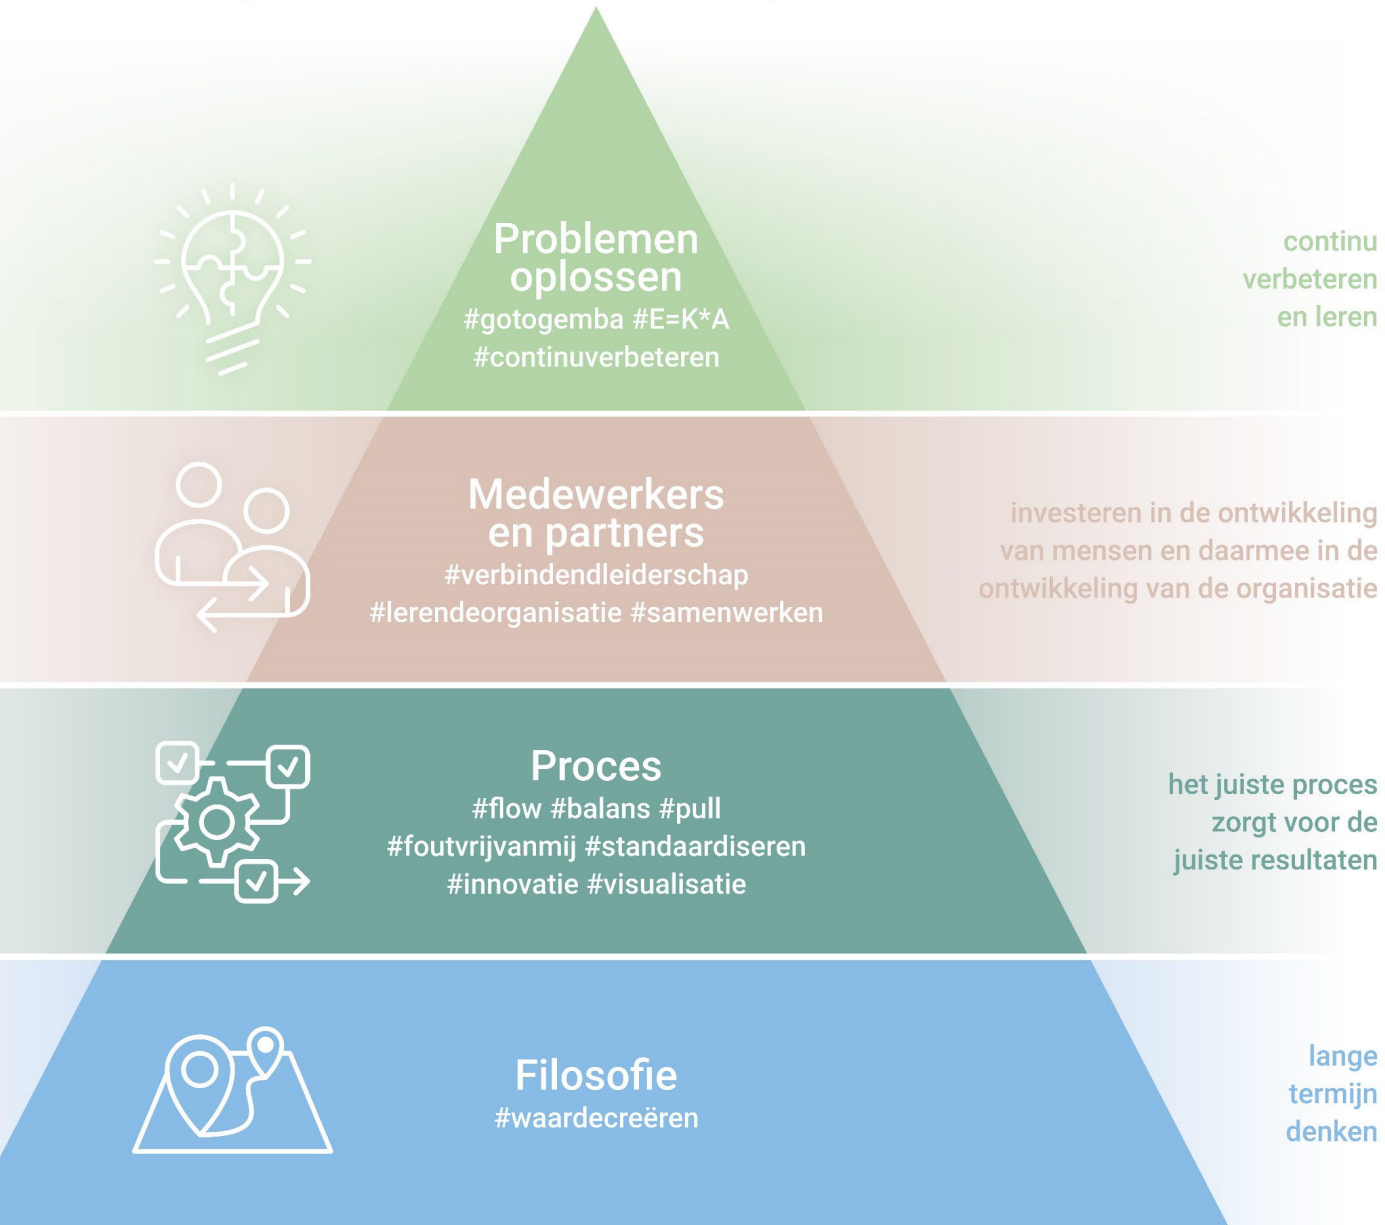 Problemen
oplossen
#gotogemba #E=K*A
#continuverbeteren
continu
verbeteren
en leren
Medewerkers
en partners
#verbindendleiderschap
#lerendeorganisatie #samenwerken
investeren in de ontwikkeling
van mensen en daarmee in de
ontwikkeling van de organisatie
Proces
#flow #balans #pull
#foutvrijvanmij #standaardiseren
#innovatie #visualisatie
het juiste proces
zorgt voor de
juiste resultaten
Filosofie
#waardecreëren
lange
termijn
denken